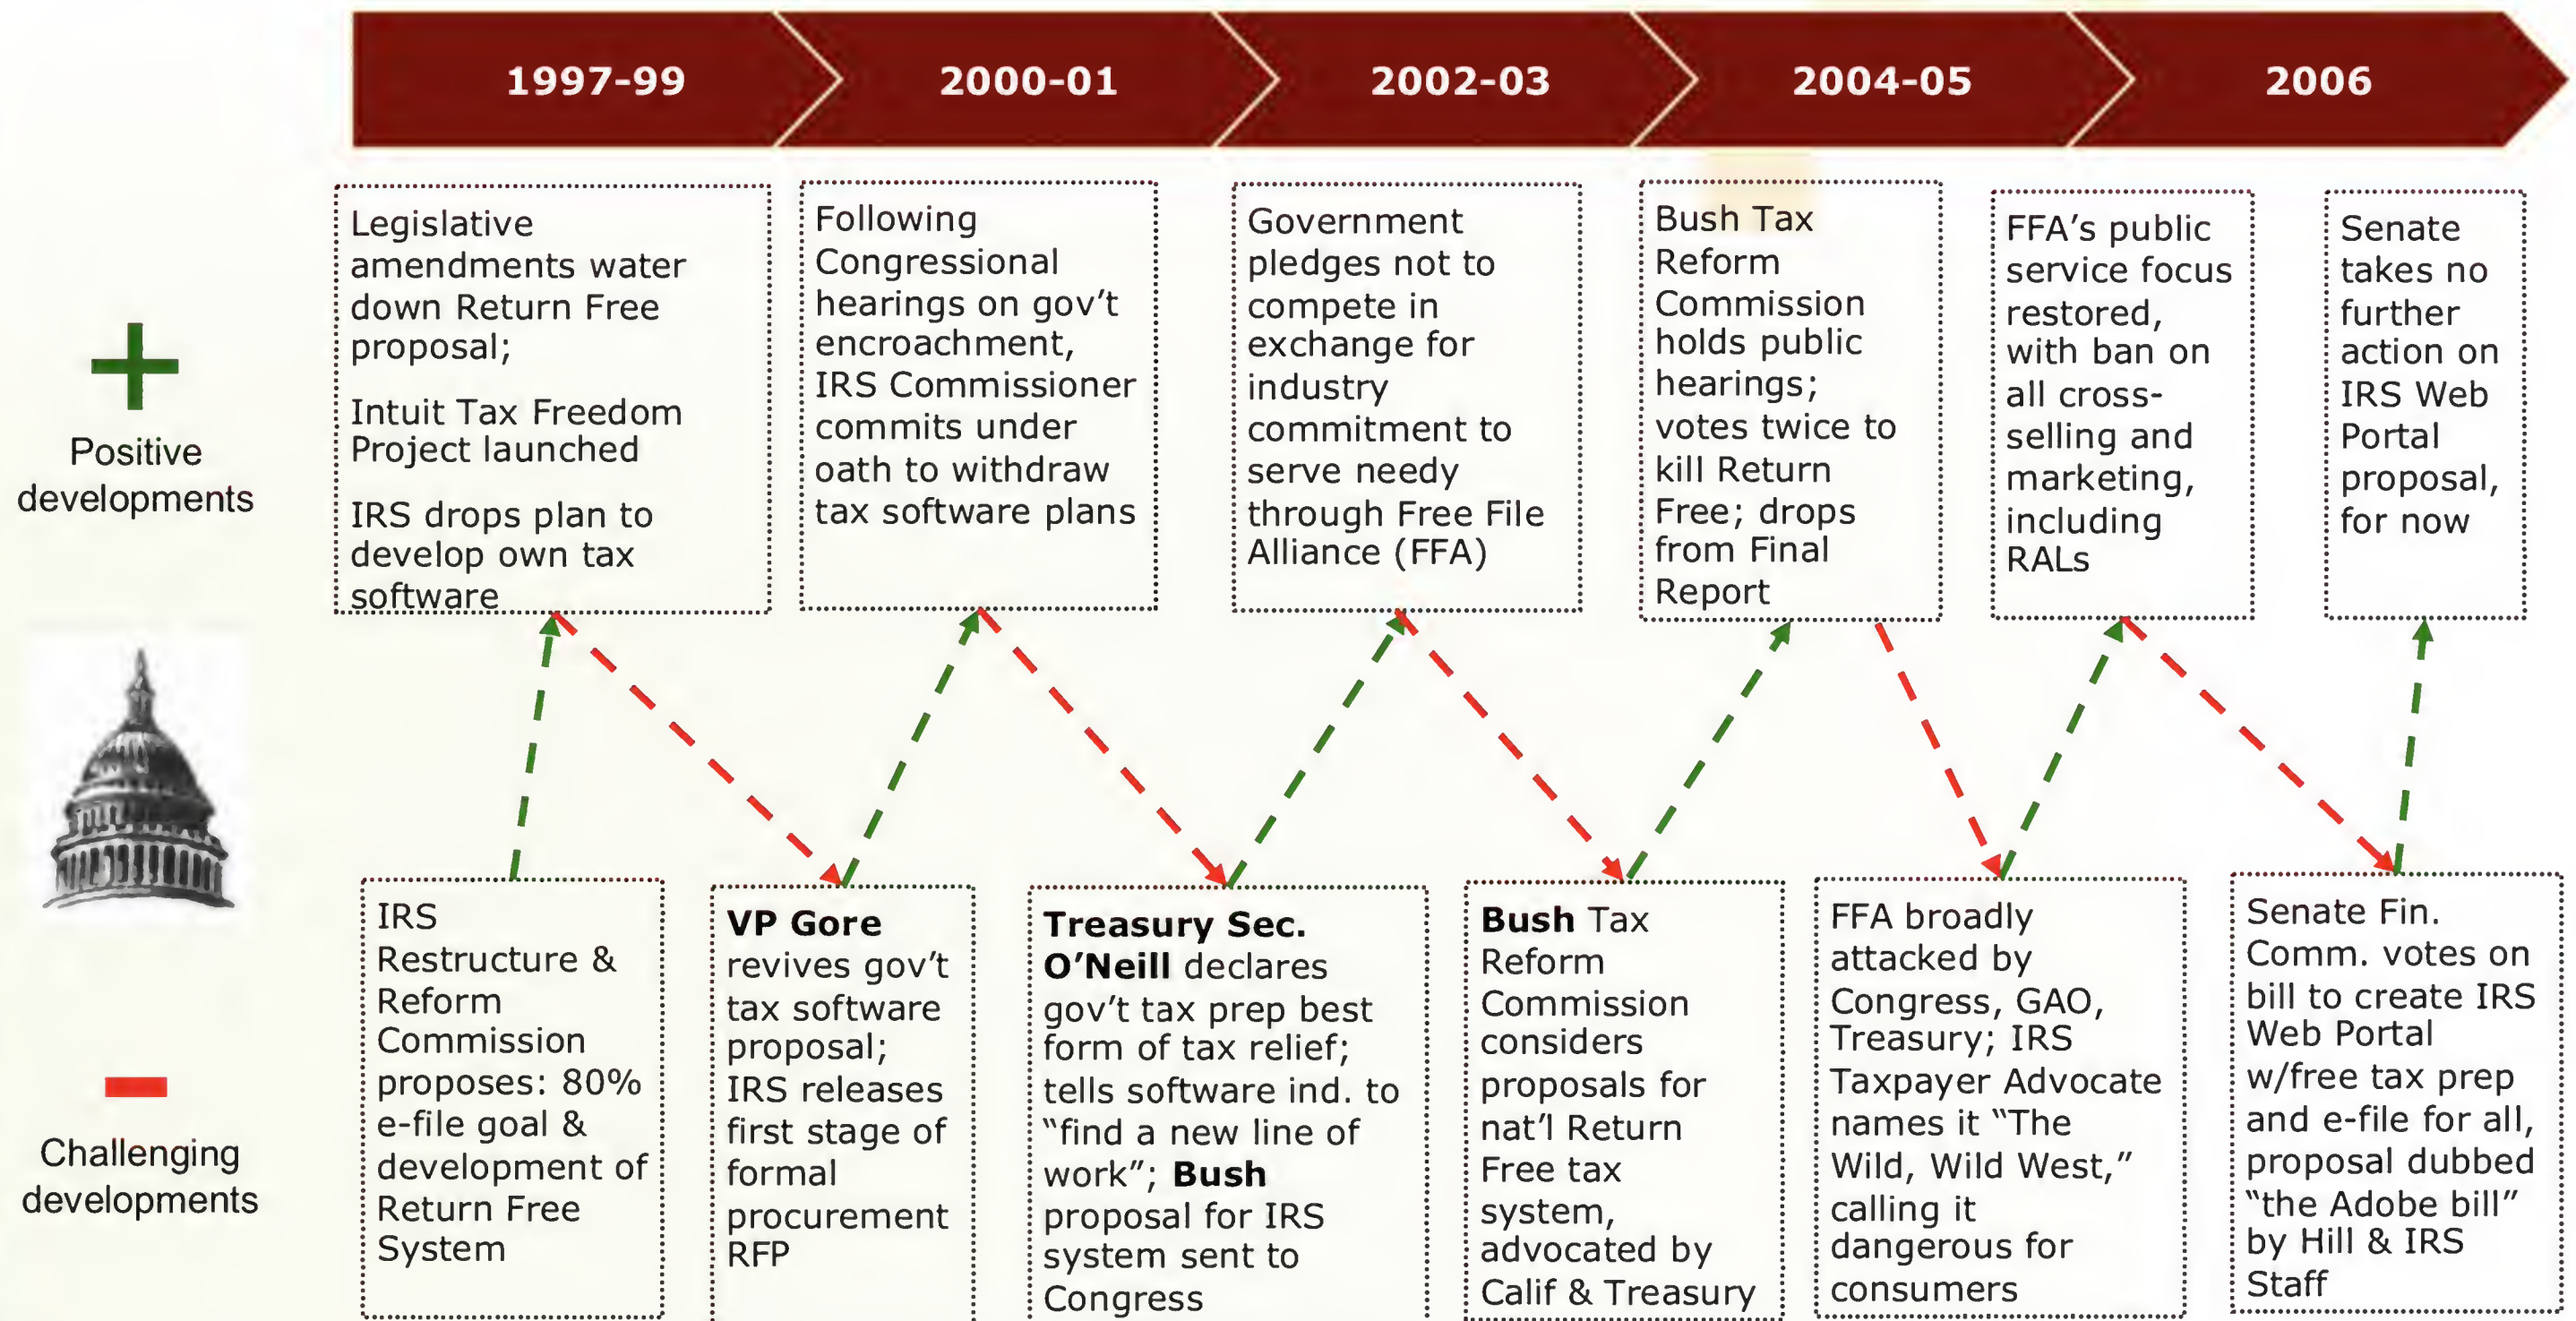 1997-99
2000-01
2002-03
2004-05
2006
Positive
developments
Legislative
amendments water
down Return Free
proposal;
Intuit Tax Freedom
Project launched
IRS drops plan to
develop own tax
software
Following
Congressional
hearings on gov't
encroachment,
IRS Commissioner
commits under
oath to withdraw
tax software plans
Government
pledges not to
compete in
exchange for
industry
commitment to
serve needy
through Free File
Alliance (FFA)
Bush Tax
Reform
Commission
holds public
hearings;
votes twice to
kill Return
Free; drops
from Final
Report
FFA's public
service focus
restored,
with ban on
all cross-
selling and
marketing,
including
RALs
Senate
takes no
further
action on
IRS Web
Portal
proposal,
for now
Challenging
developments
IRS
Restructure &
Reform
Commission
proposes: 80%
e-file goal &
development of
Return Free
System
VP Gore
revives gov't
tax software
proposal;
IRS releases
first stage of
formal
procurement
RFP
Treasury Sec.
O'Neill declares
gov't tax prep best
form of tax relief;
tells software ind. to
"find a new line of
work"; Bush
proposal for IRS
system sent to
Congress
Bush Tax
Reform
Commission
considers
proposals for
nat'l Return
Free tax
system,
advocated by
Calif & Treasury
FFA broadly
attacked by
Congress, GAO,
Treasury; IRS
Taxpayer Advocate
names it "The
Wild, Wild West,"
calling it
dangerous for
consumers
Senate Fin.
Comm. votes on
bill to create IRS
Web Portal
w/free tax prep
and e-file for all,
proposal dubbed
"the Adobe bill"
by Hill & IRS
Staff